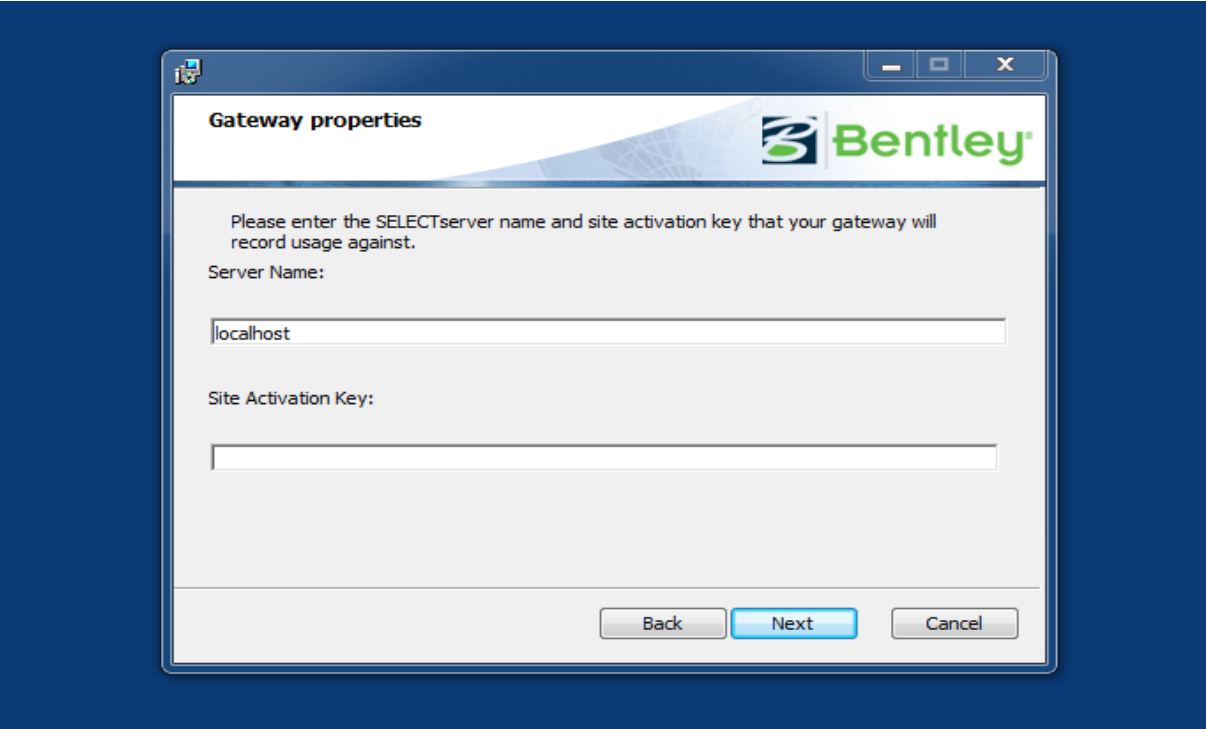 Gateway properties
Bentley®
Please enter the SELECTserver name and site activation key that your gateway will
record usage against.
Server Name:
localhost
Site Activation Key:
Back Next Cancel